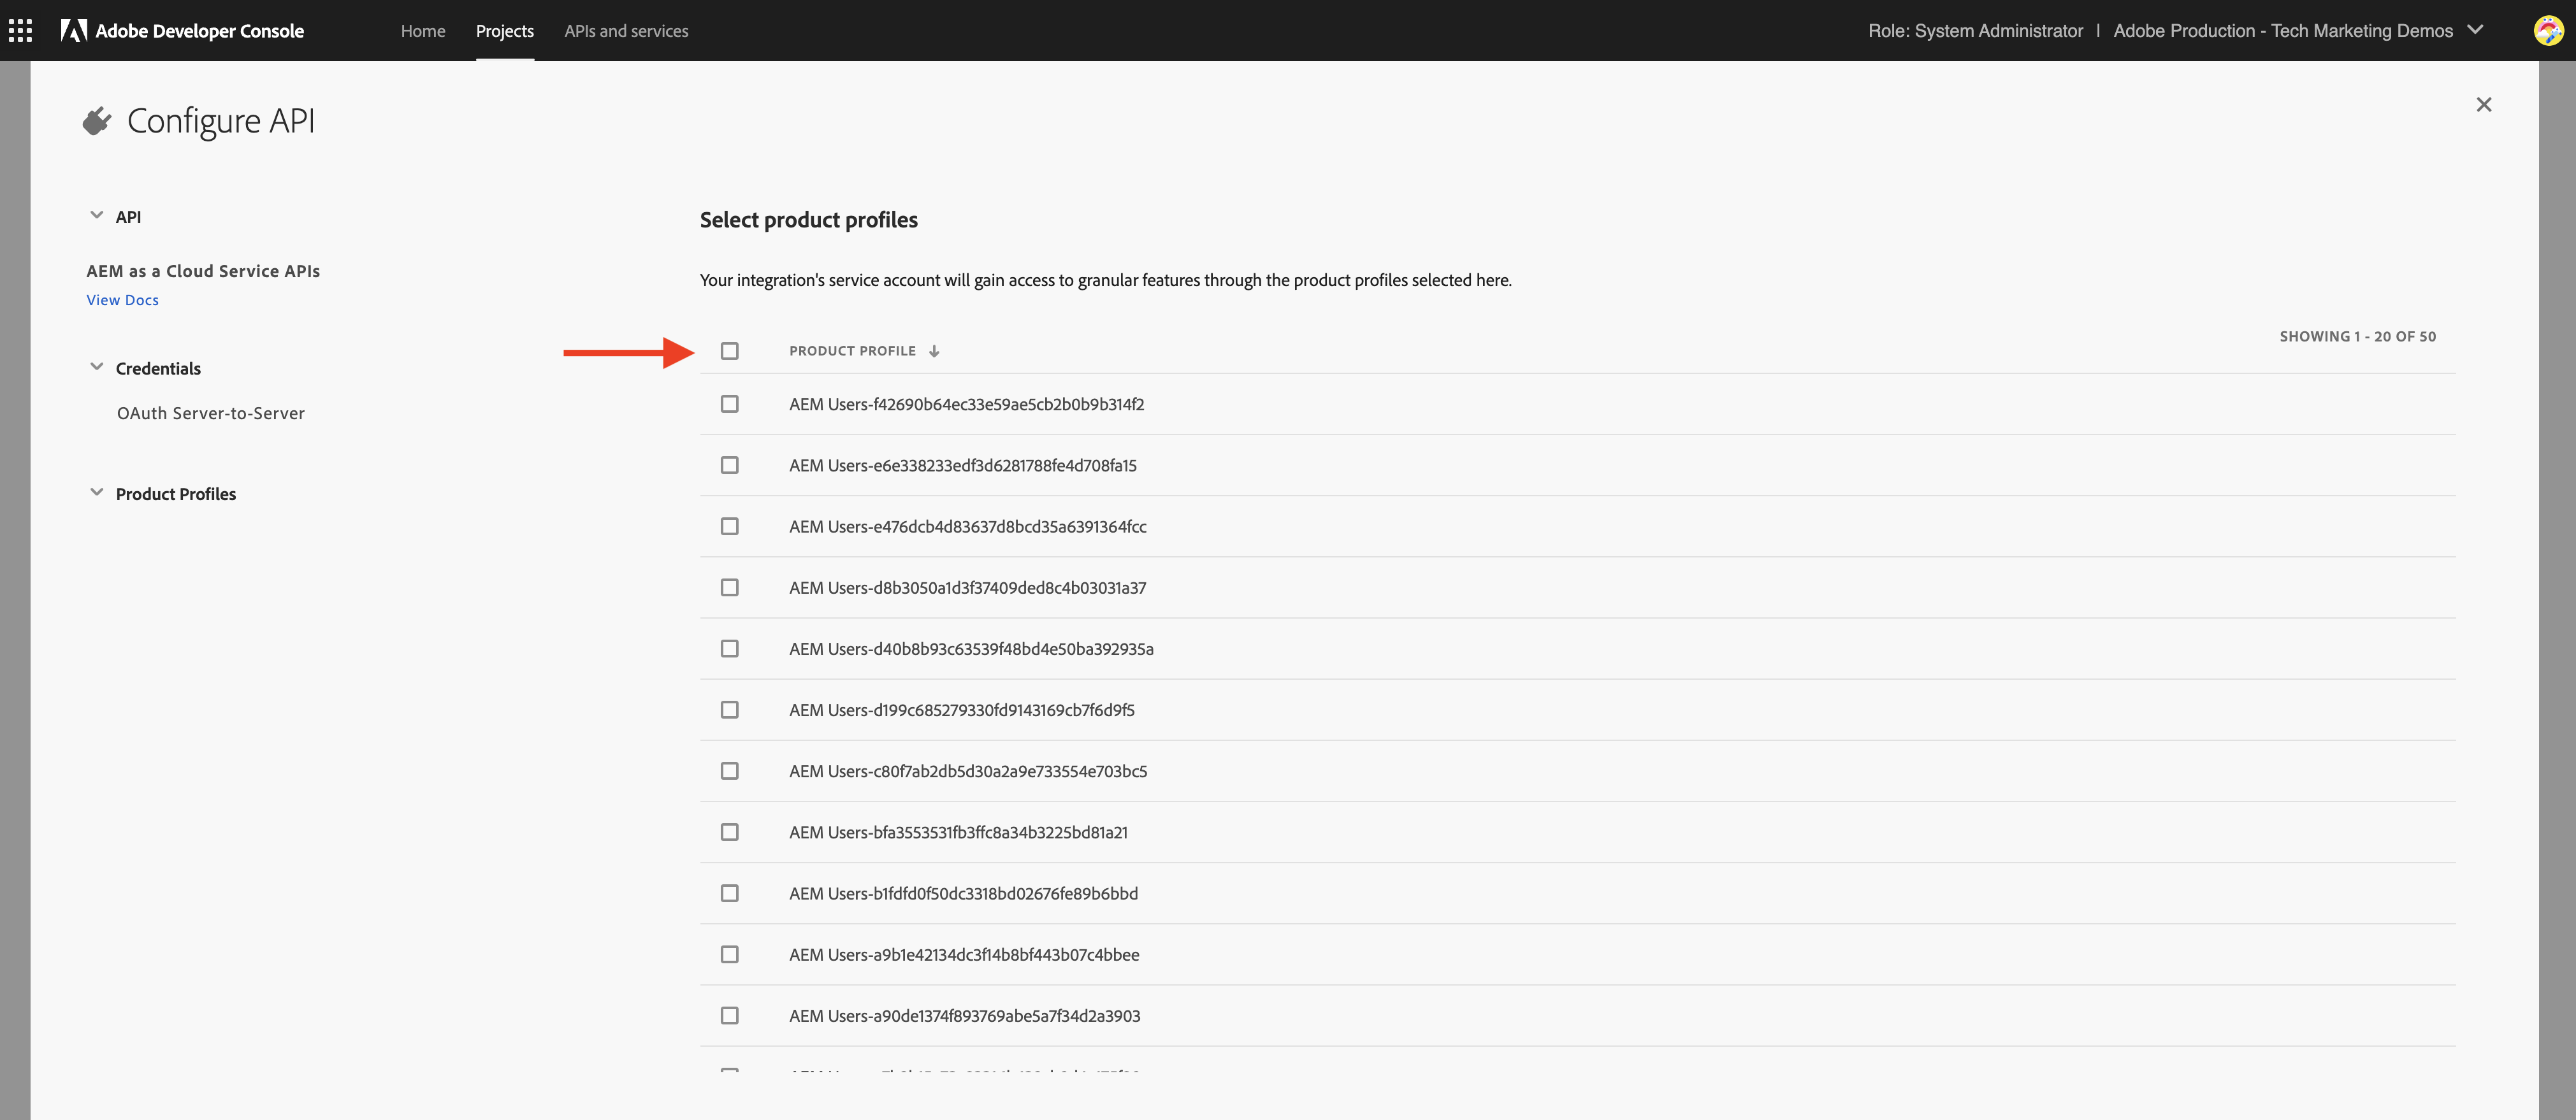 Adobe Developer Console Home Projects APIs and services Role: System Administrator | Adobe Production - Tech Marketing Demos
Configure API
API
AEM as a Cloud Service APIs
View Docs
Credentials
OAuth Server-to-Server
Product Profiles
Select product profiles
Your integration's service account will gain access to granular features through the product profiles selected here.
PRODUCT PROFILE
SHOWING 1 - 20 OF 50
AEM Users-f42690b64ec33e59ae5cb2b0b9b314f2
AEM Users-e6e338233edf3d6281788fe4d708fa15
AEM Users-e476dcb4d83637d8bcd35a6391364fcc
AEM Users-d8b3050a1d3f37409ded8c4b03031a37
AEM Users-d40b8b93c63539f48bd4e50ba392935a
AEM Users-d199c685279330fd9143169cb7f6d9f5
AEM Users-c80f7ab2db5d30a2a9e733554e703bc5
AEM Users-bfa3553531fb3ffc8a34b3225bd81a21
AEM Users-b1fdfd0f50dc3318bd02676fe89b6bbd
AEM Users-a9b1e42134dc3f14b8bf443b07c4bbee
AEM Users-a90de1374f893769abe5a7f34d2a3903